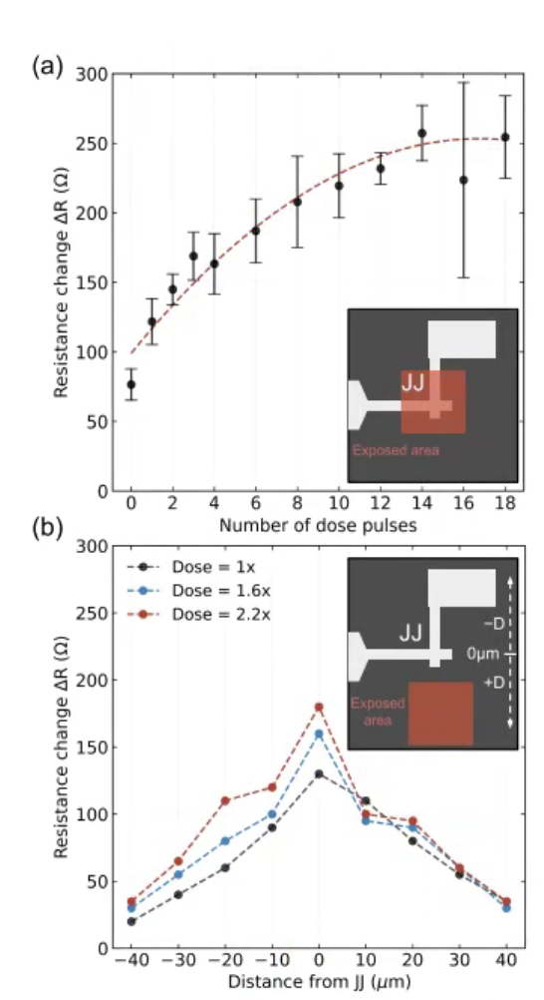 (a)
Resistance change ΔR (Ω)
300
250
200
150
100
50
0
JJ
Exposed area
0 2 4 6 8 10 12 14 16 18
Number of dose pulses
(b)
Resistance change ΔR (Ω)
300
250
200
150
100
50
0
Dose = 1x
Dose = 1.6x
Dose = 2.2x
JJ
−D
0μm
+D
Exposed
area
−40 −30 −20 −10 0 10 20 30 40
Distance from JJ (μm)